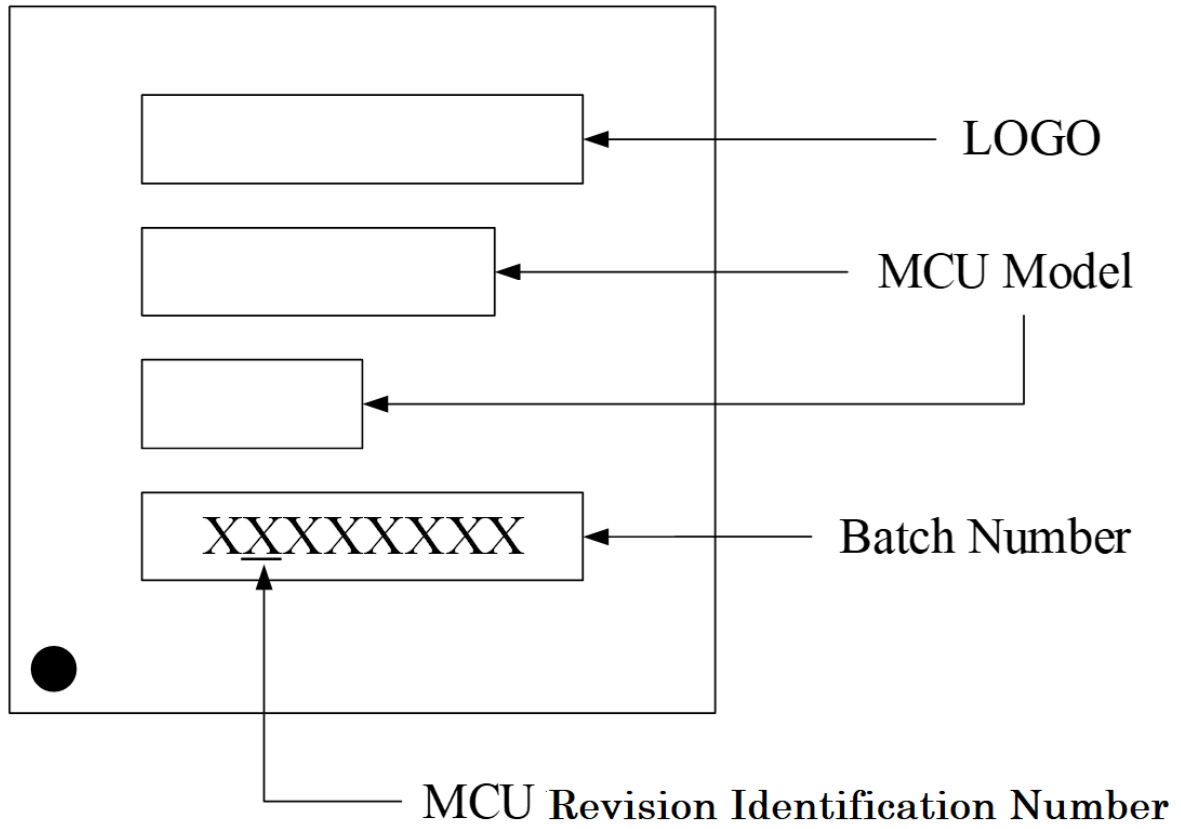 LOGO
MCU Model
XXXXXXXX
Batch Number
MCU Revision Identification Number